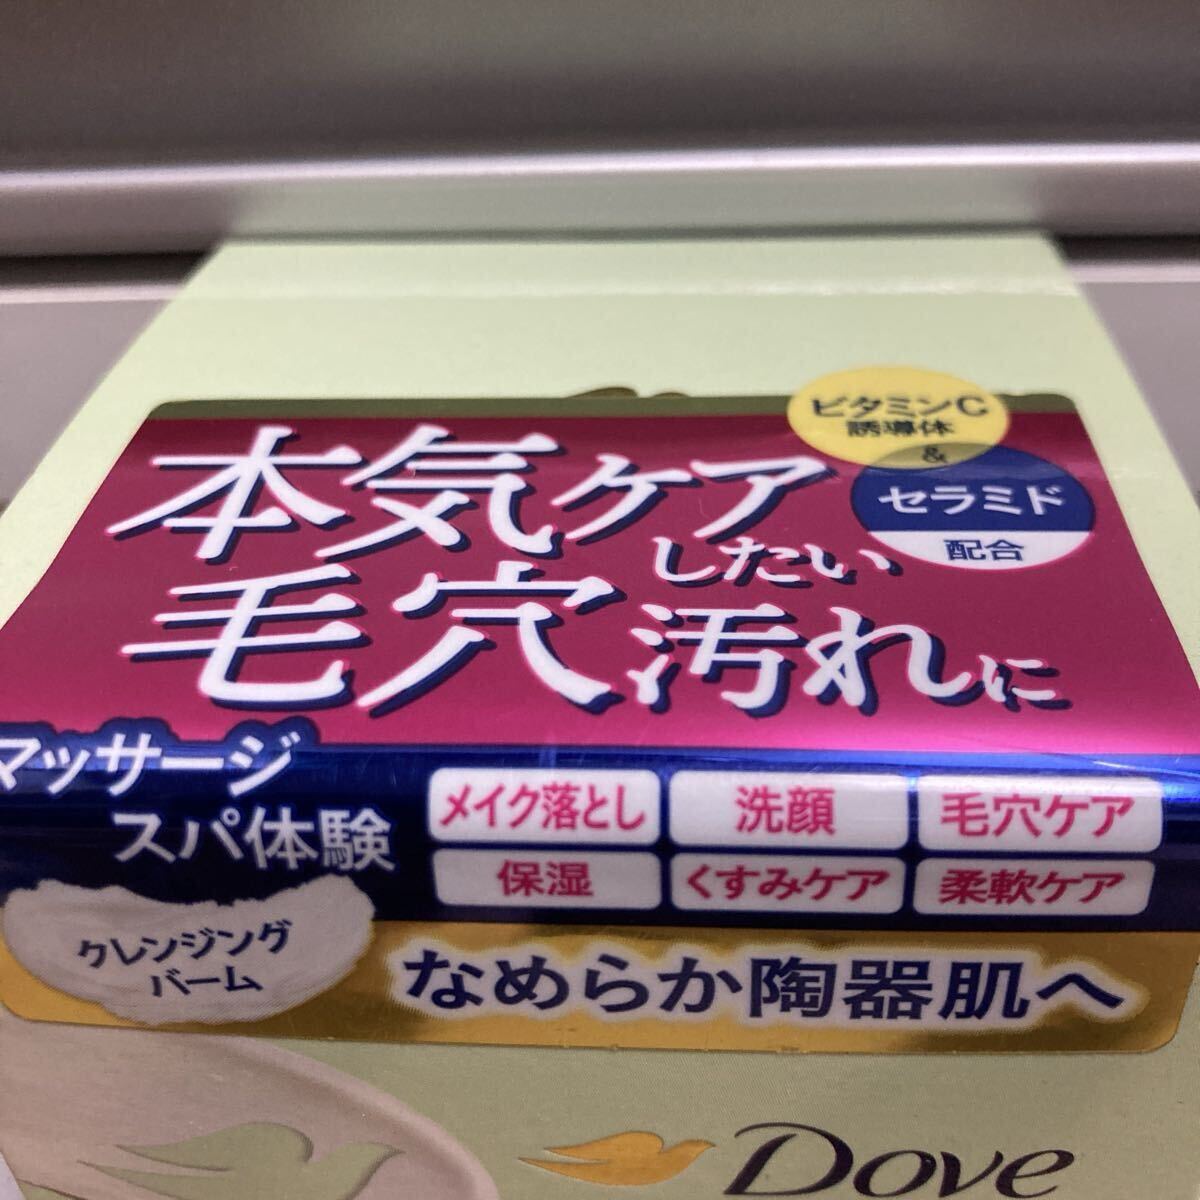 ビタミンC
誘導体
&
セラミド
配合
本気ケア
したい
毛穴汚れに
マッサージ
スパ体験
メイク落とし
洗顔
毛穴ケア
保湿
くすみケア
柔軟ケア
クレンジング
バーム
なめらか陶器肌へ
Dove